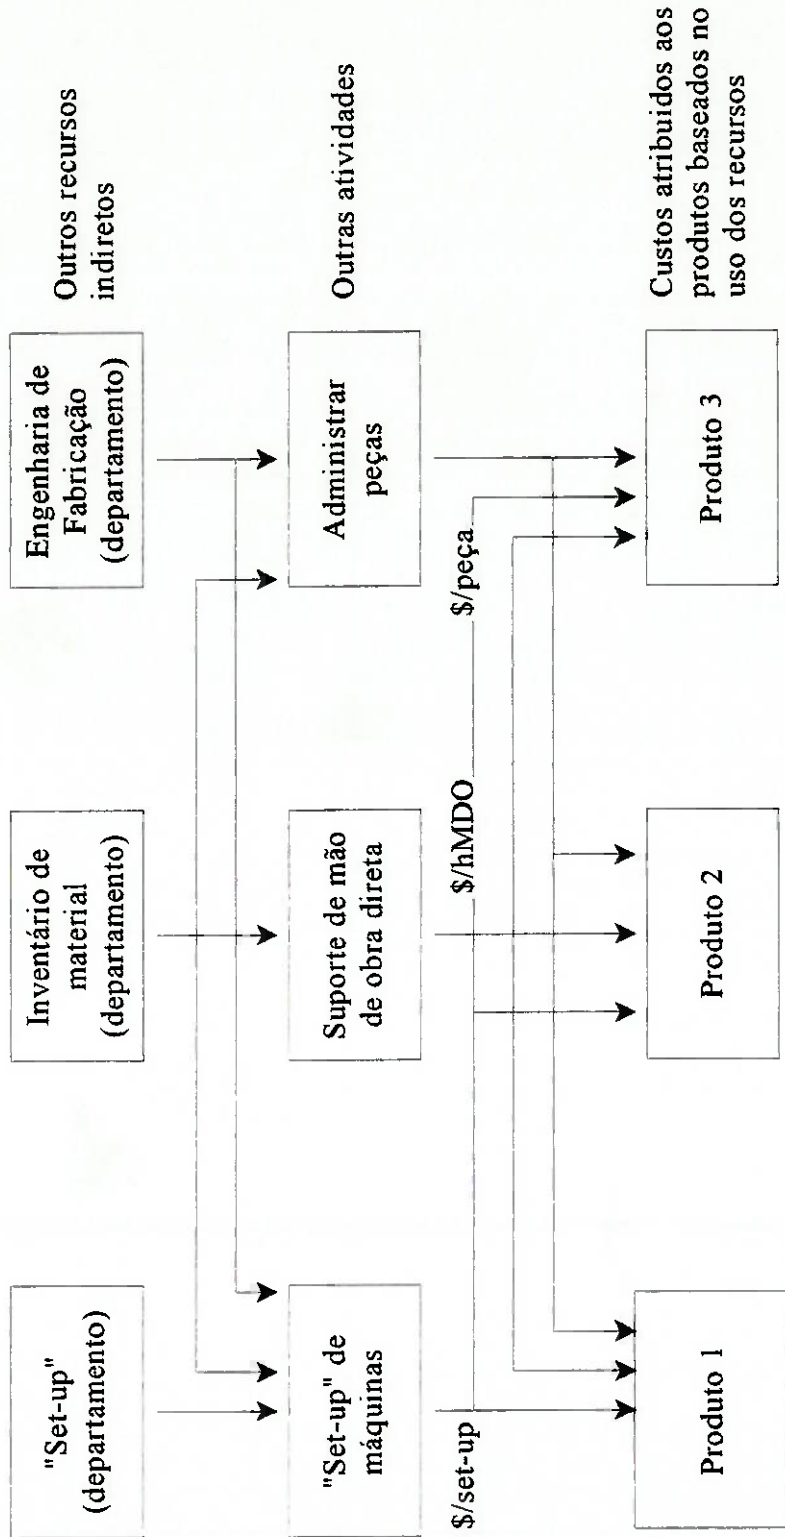 "Set-up"
(departamento)
Inventário de
material
(departamento)
Engenharia de
Fabricação
(departamento)
Outros recursos
indiretos
"Set-up" de
máquinas
Suporte de mão
de obra direta
Administrar
peças
Outras atividades
$/set-up
$/hMDO
$/peça
Produto 1
Produto 2
Produto 3
Custos atribuidos aos
produtos baseados no
uso dos recursos